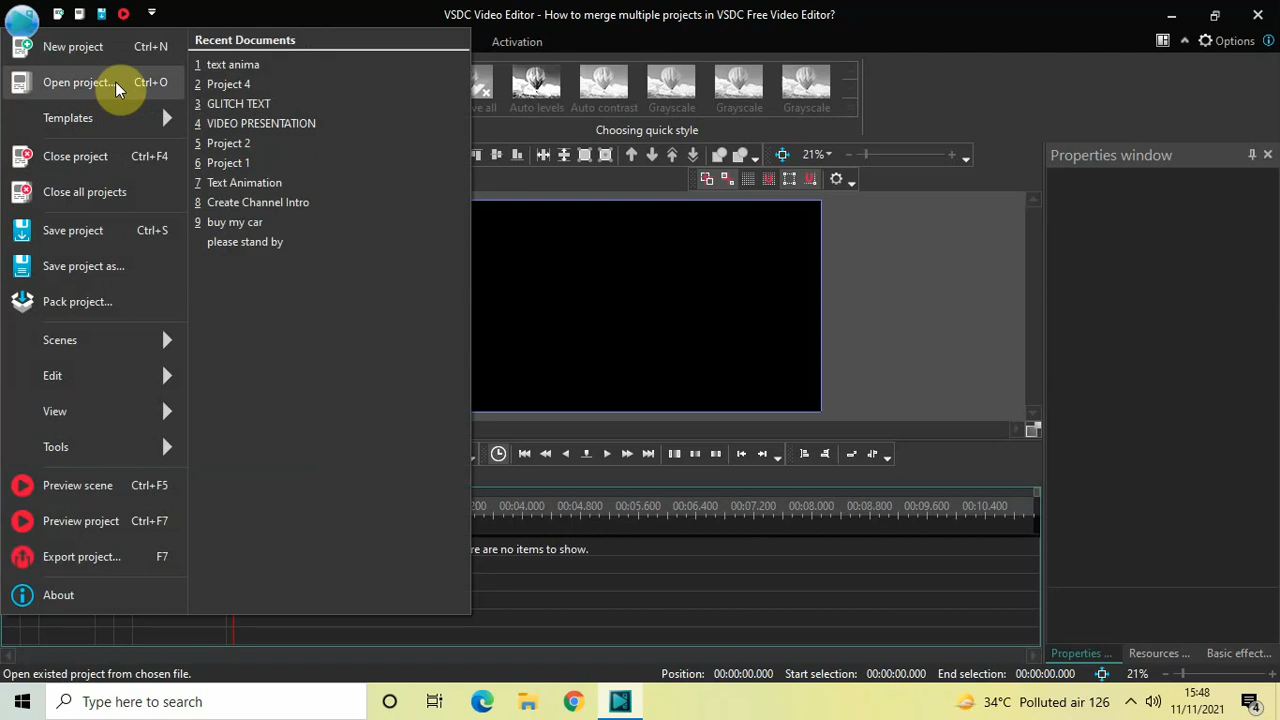 VSDC Video Editor - How to merge multiple projects in VSDC Free Video Editor?
Activation
Options
New project Ctrl+N
Open project... Ctrl+O
Templates
Close project Ctrl+F4
Close all projects
Save project Ctrl+S
Save project as...
Pack project...
Scenes
Edit
View
Tools
Preview scene Ctrl+F5
Preview project Ctrl+F7
Export project... F7
About
Recent Documents
1 text anima
2 Project 4
3 GLITCH TEXT
4 VIDEO PRESENTATION
5 Project 2
6 Project 1
7 Text Animation
8 Create Channel Intro
9 buy my car
please stand by
all Auto levels Auto contrast Grayscale Grayscale Grayscale
Choosing quick style
21%
Properties window
200 00:04.000 00:04.800 00:05.600 00:06.400 00:07.200 00:08.000 00:08.800 00:09.600 00:10.400
re are no items to show.
Properties ... Resources ... Basic effect...
Open existed project from chosen file.
Position: 00:00:00.000 Start selection: 00:00:00.000 End selection: 00:00:00.000 21%
Type here to search
34°C Polluted air 126
15:48
11/11/2021
4